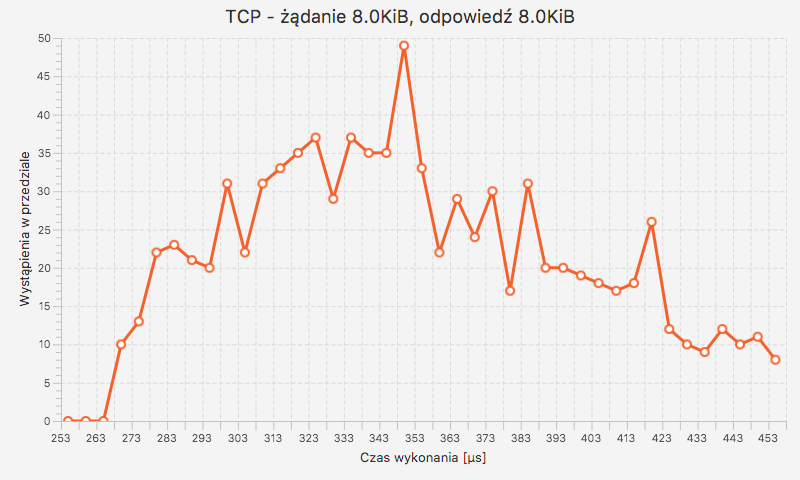 TCP - żądanie 8.0KiB, odpowiedź 8.0KiB
50
45
40
35
30
25
20
15
10
5
0
Wystąpienia w przedziale
253 263 273 283 293 303 313 323 333 343 353 363 373 383 393 403 413 423 433 443 453
Czas wykonania [µs]